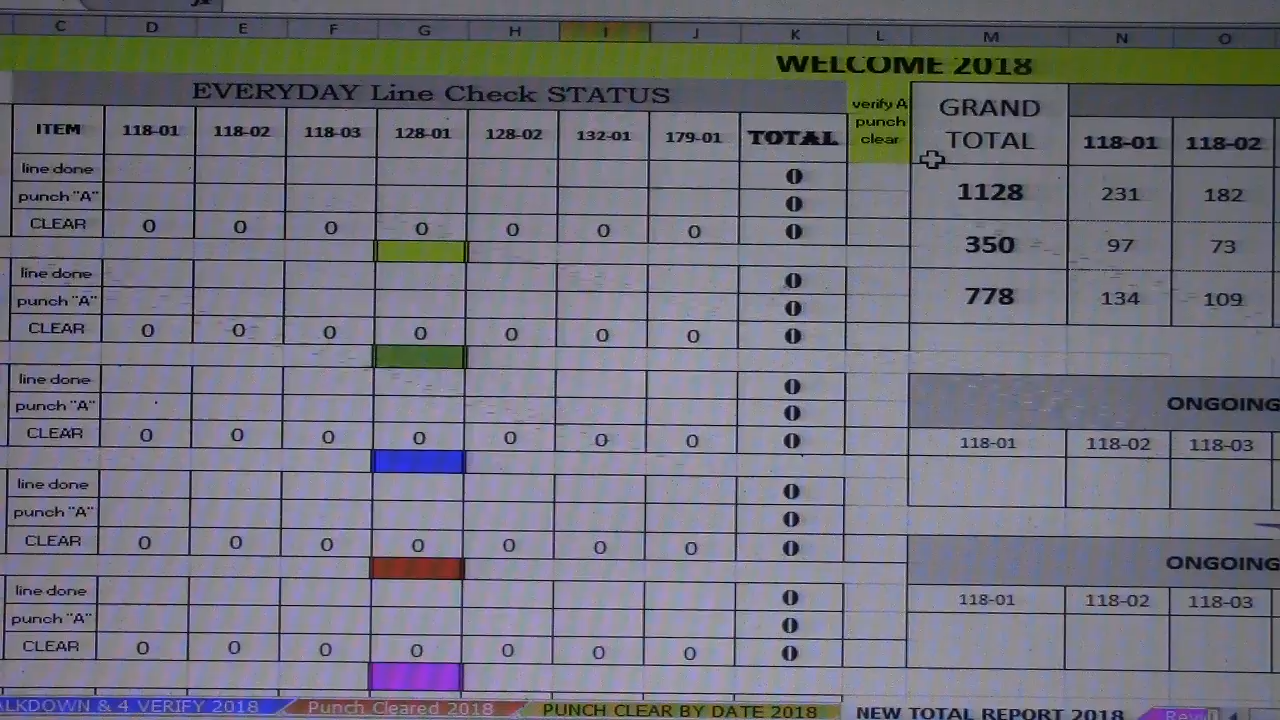 C D E F G H I J K L M N O
WELCOME 2018
EVERYDAY Line Check STATUS
verify A punch clear
GRAND TOTAL
ITEM 118-01 118-02 118-03 128-01 128-02 132-01 179-01 TOTAL 118-01 118-02
line done 0 1128 231 182
punch "A" 0
CLEAR 0 0 0 0 0 0 0 0 350 97 73
line done 0
punch "A" 0 778 134 109
CLEAR 0 0 0 0 0 0 0 0
line done 0
punch "A" 0 ONGOING
CLEAR 0 0 0 0 0 0 0 0 118-01 118-02 118-03
line done 0
punch "A" 0
CLEAR 0 0 0 0 0 0 0 0 ONGOING
line done 0 118-01 118-02 118-03
punch "A" 0
CLEAR 0 0 0 0 0 0 0 0
ALKDOWN & 4 VERIFY 2018 Punch Cleared 2018 PUNCH CLEAR BY DATE 2018 NEW TOTAL REPORT 2018